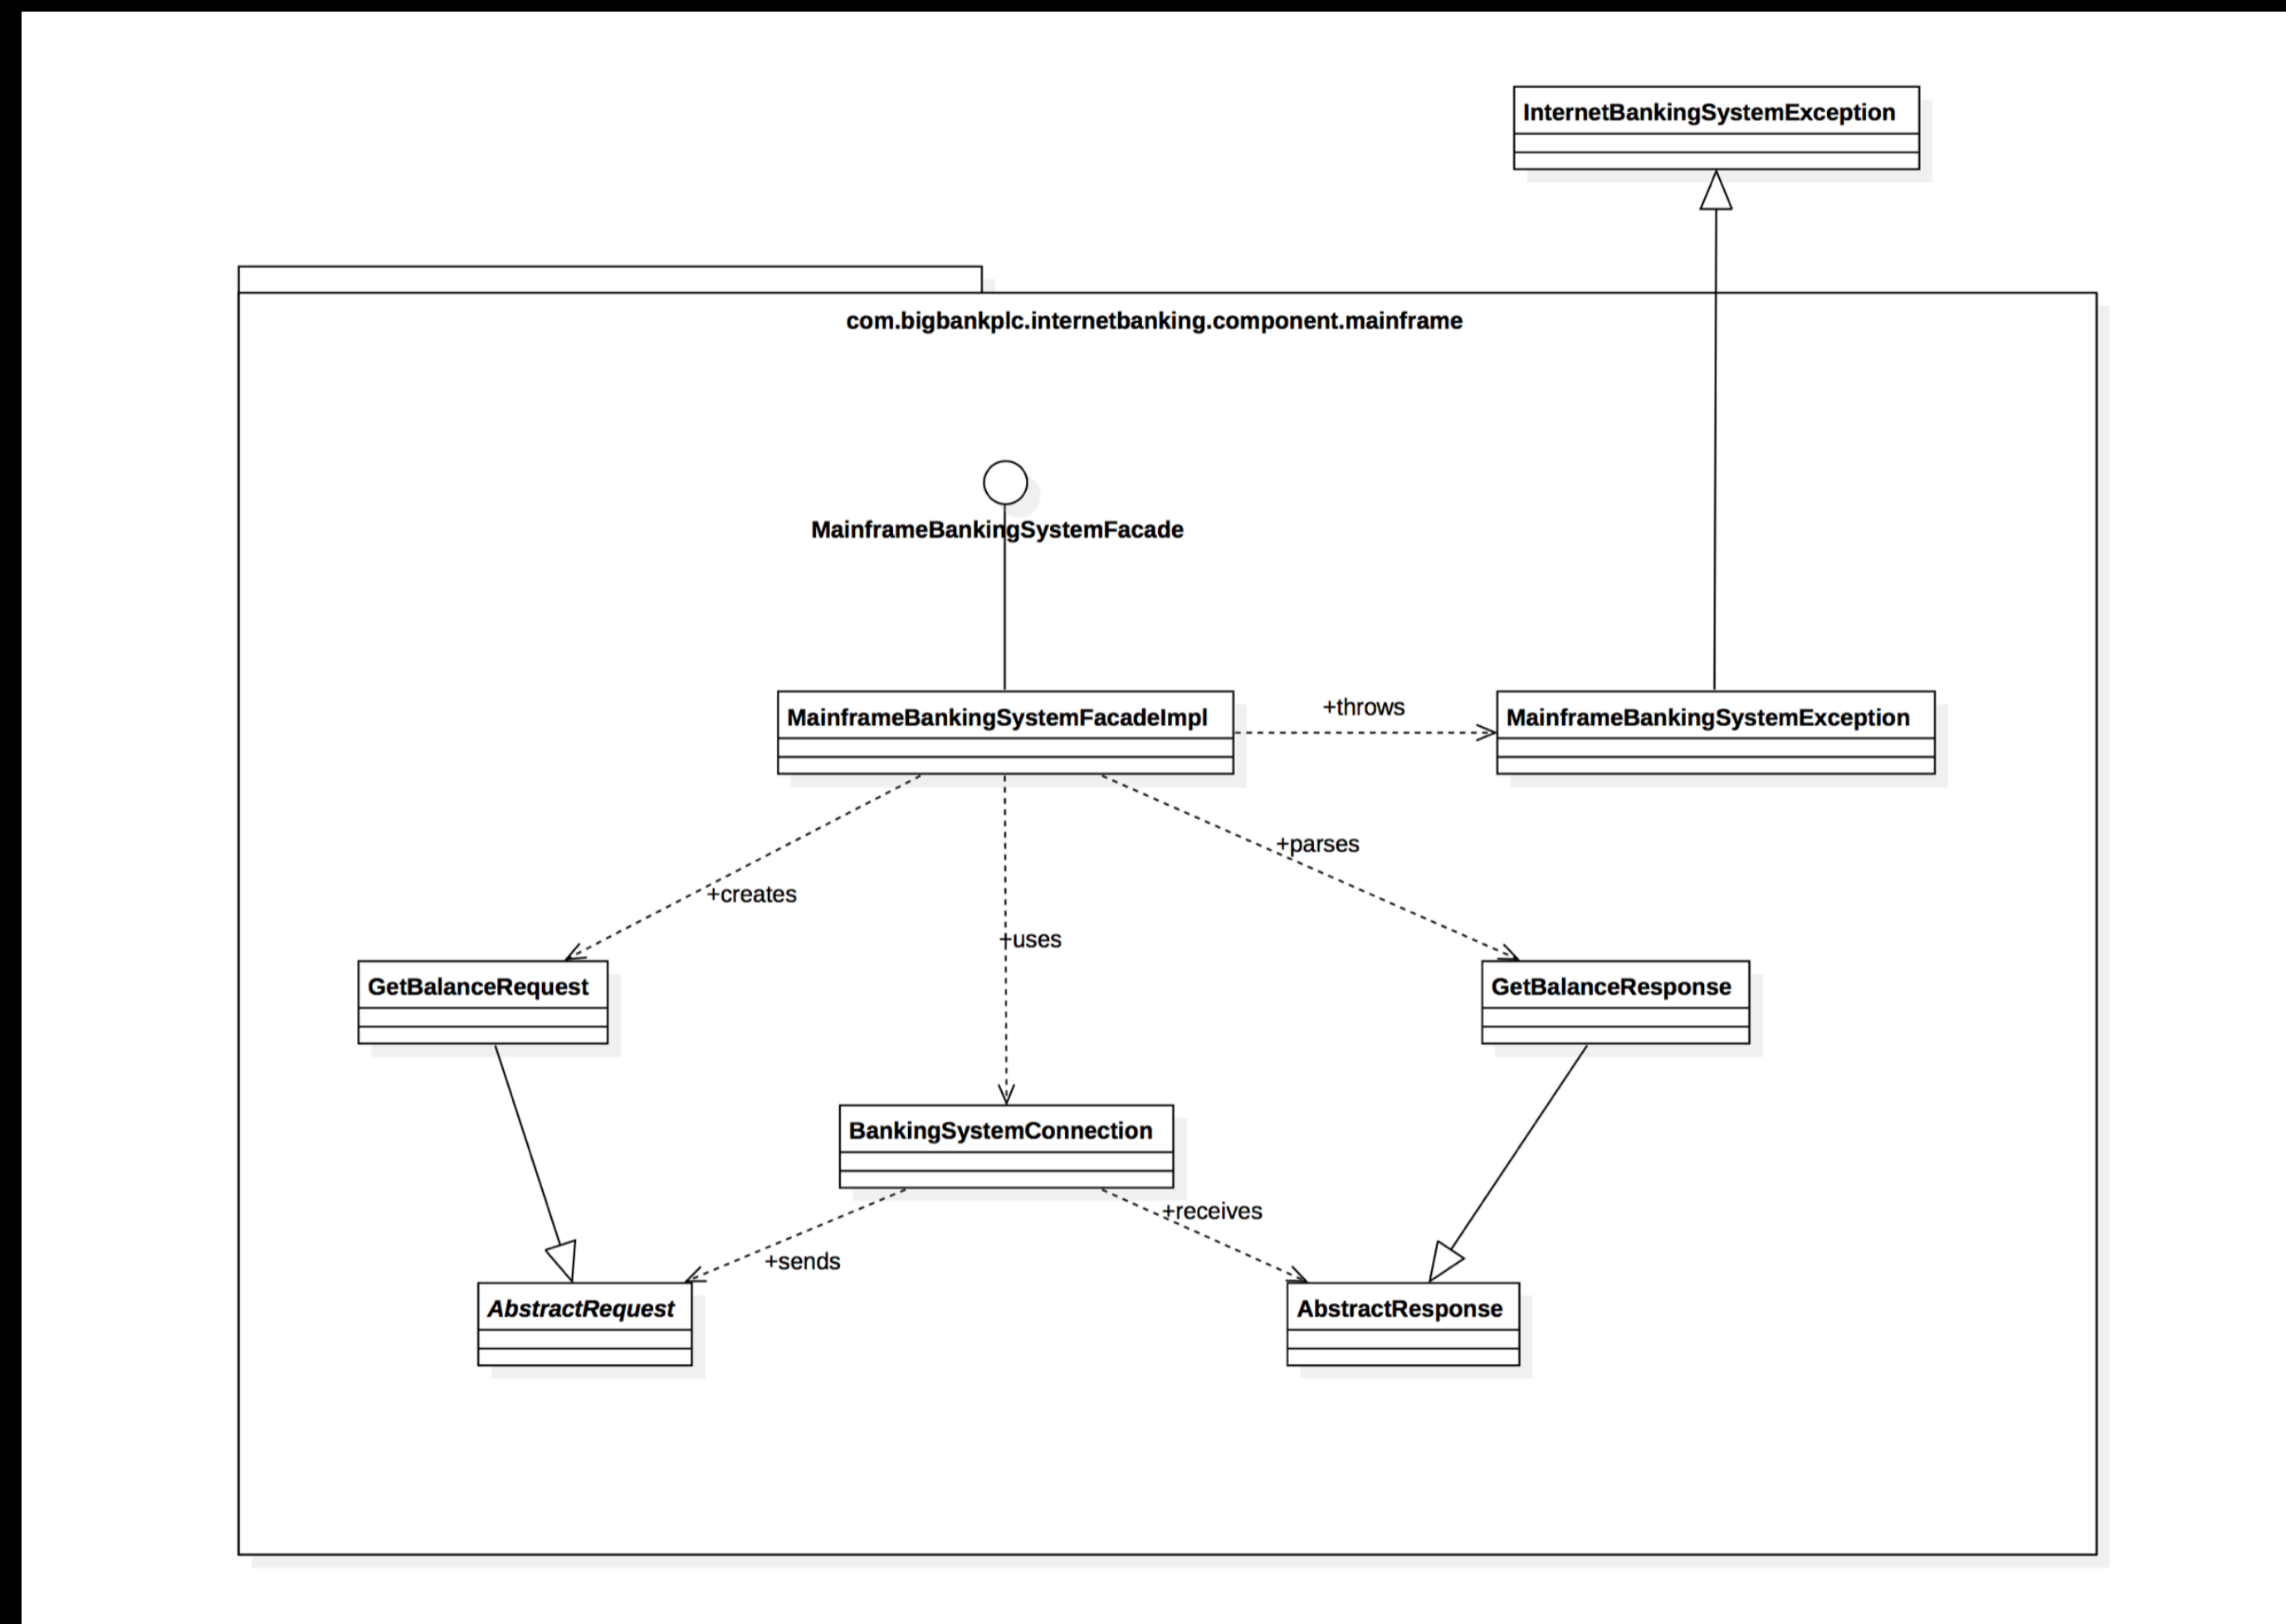 InternetBankingSystemException
com.bigbankplc.internetbanking.component.mainframe
MainframeBankingSystemFacade
MainframeBankingSystemFacadeImpl
+throws
MainframeBankingSystemException
+parses
+creates
+uses
GetBalanceRequest
GetBalanceResponse
BankingSystemConnection
+receives
+sends
AbstractRequest
AbstractResponse